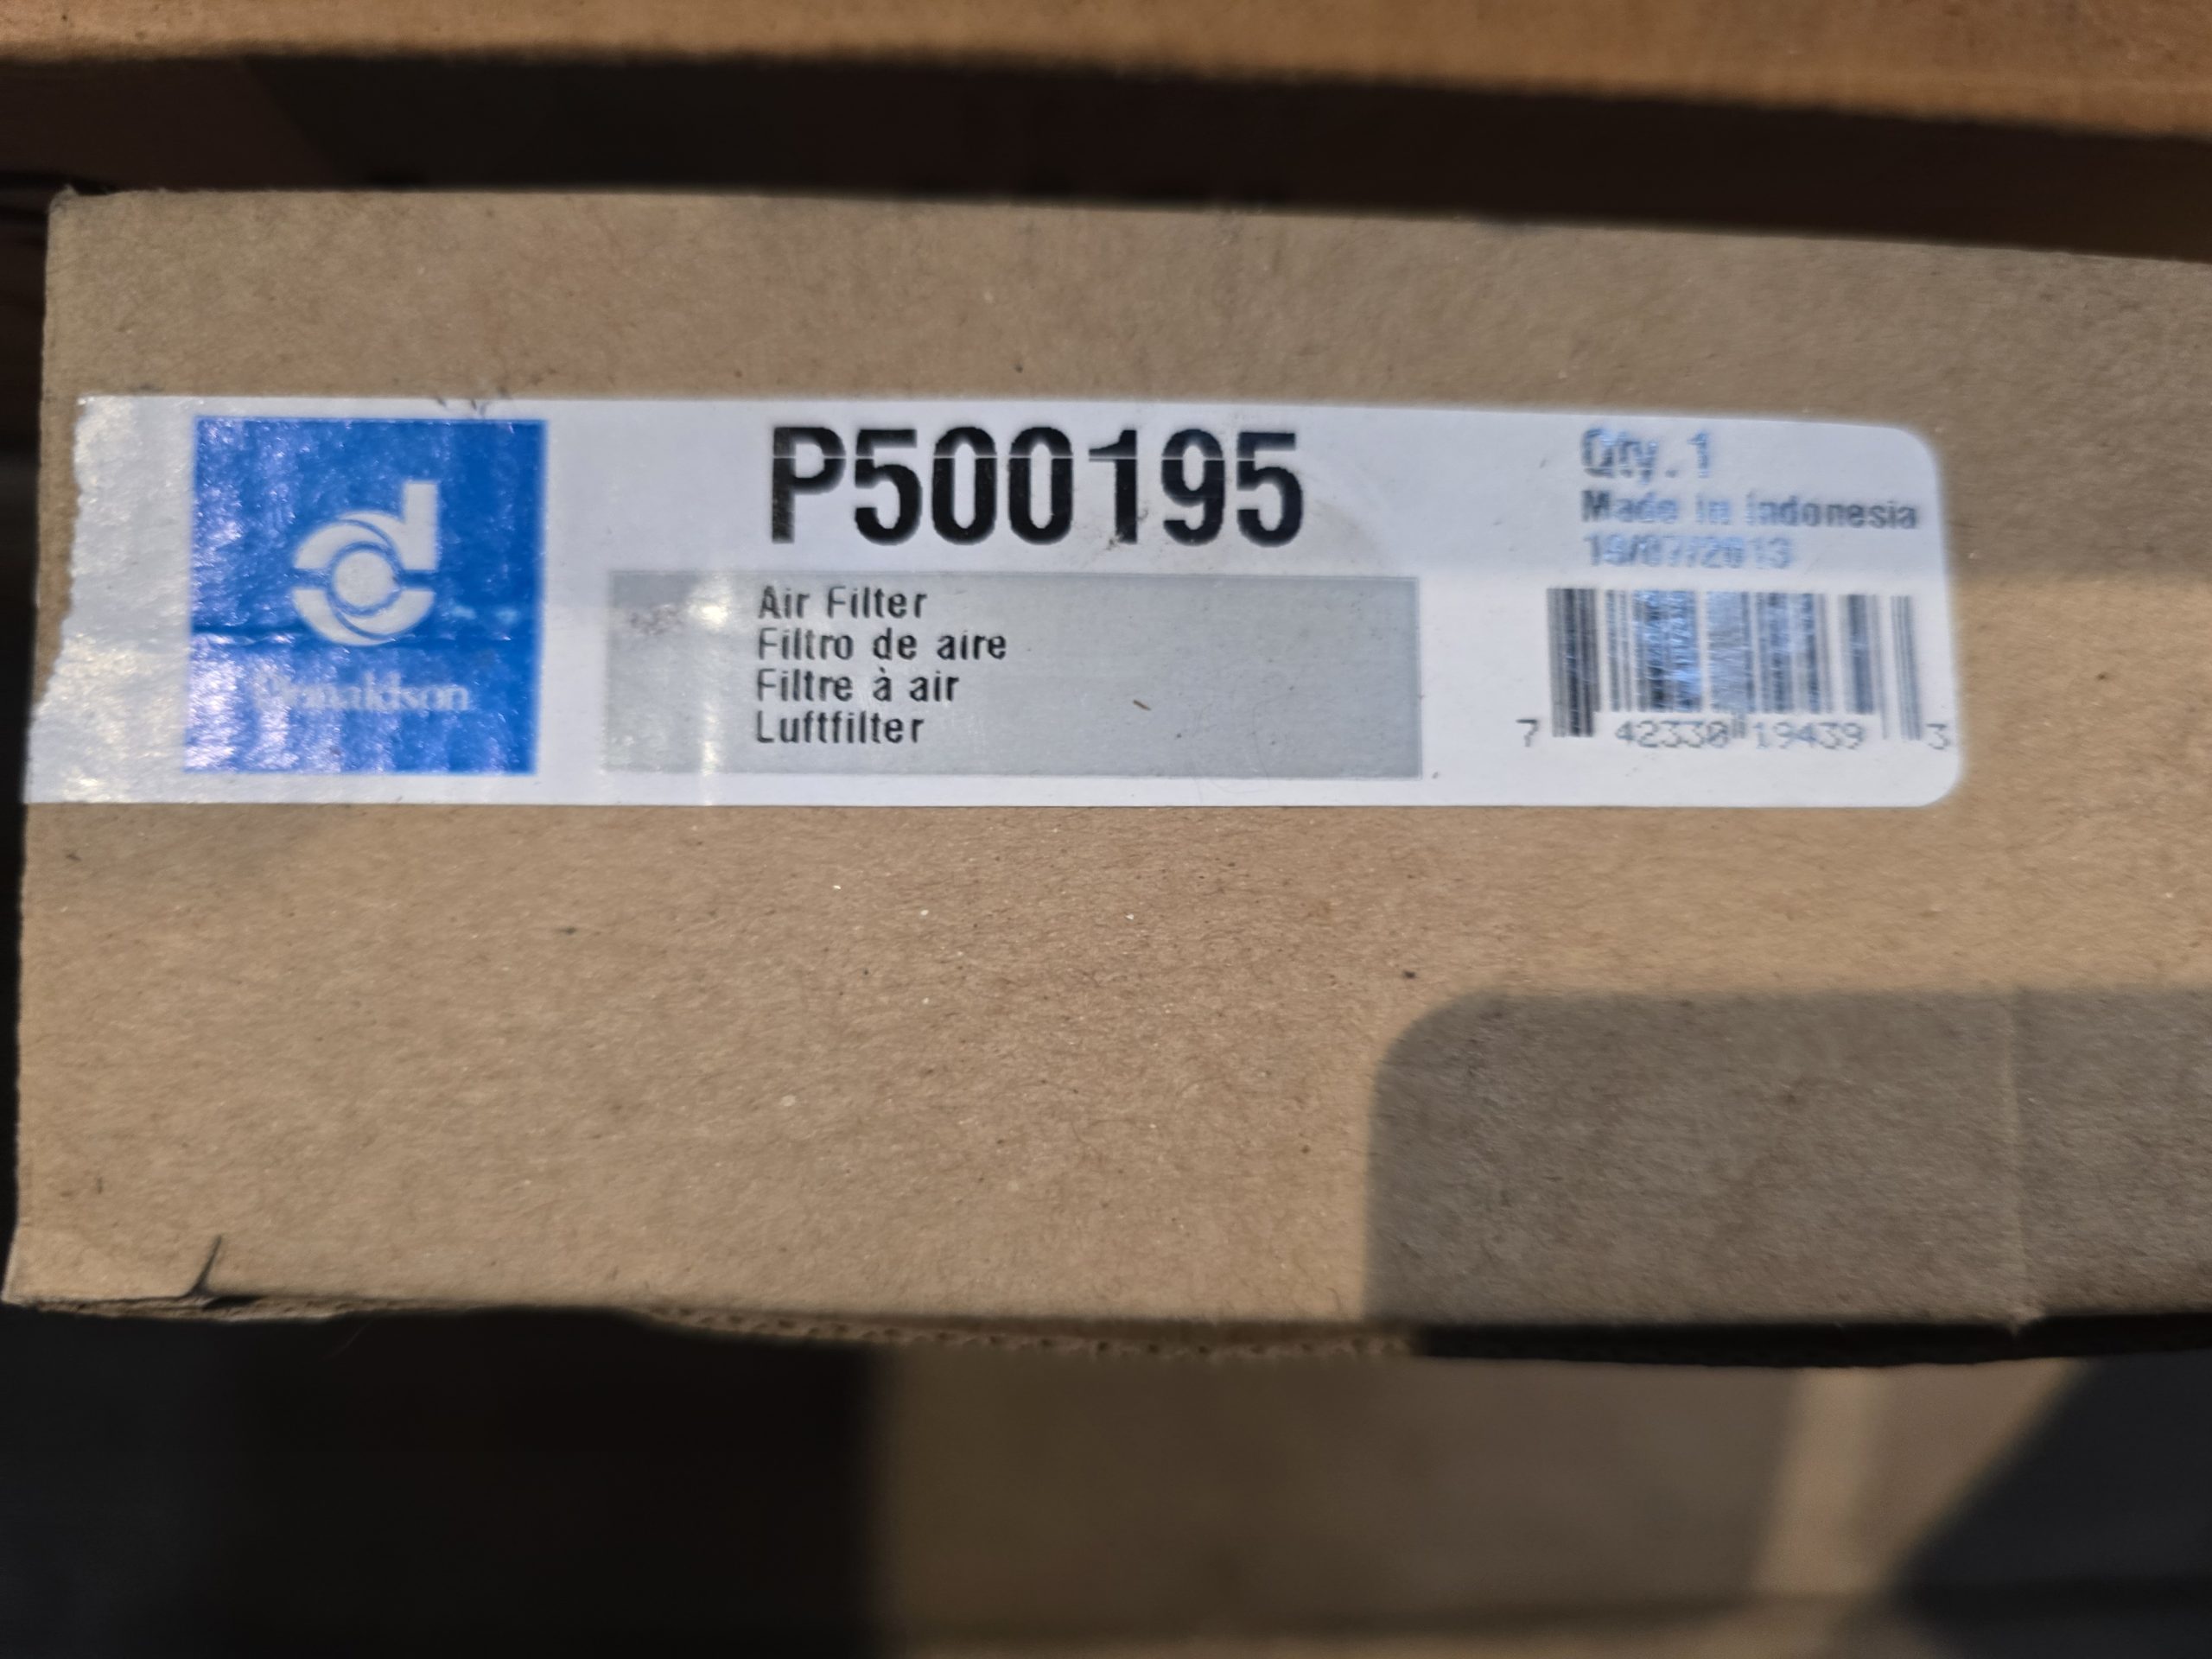 P500195
Donaldson
Air Filter
Filtro de aire
Filtre à air
Luftfilter
Qty. 1
Made in Indonesia
19/07/2013
7 42330 19439 3